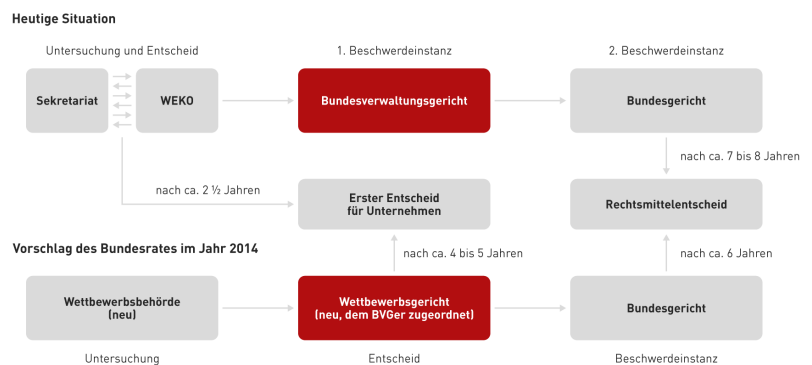 Heutige Situation
Untersuchung und Entscheid
1. Beschwerdeinstanz
2. Beschwerdeinstanz
Sekretariat
WEKO
Bundesverwaltungsgericht
Bundesgericht
nach ca. 7 bis 8 Jahren
nach ca. 2 ½ Jahren
Erster Entscheid
für Unternehmen
Rechtsmittelentscheid
Vorschlag des Bundesrates im Jahr 2014
nach ca. 4 bis 5 Jahren
nach ca. 6 Jahren
Wettbewerbsbehörde
(neu)
Wettbewerbsgericht
(neu, dem BVGer zugeordnet)
Bundesgericht
Untersuchung
Entscheid
Beschwerdeinstanz